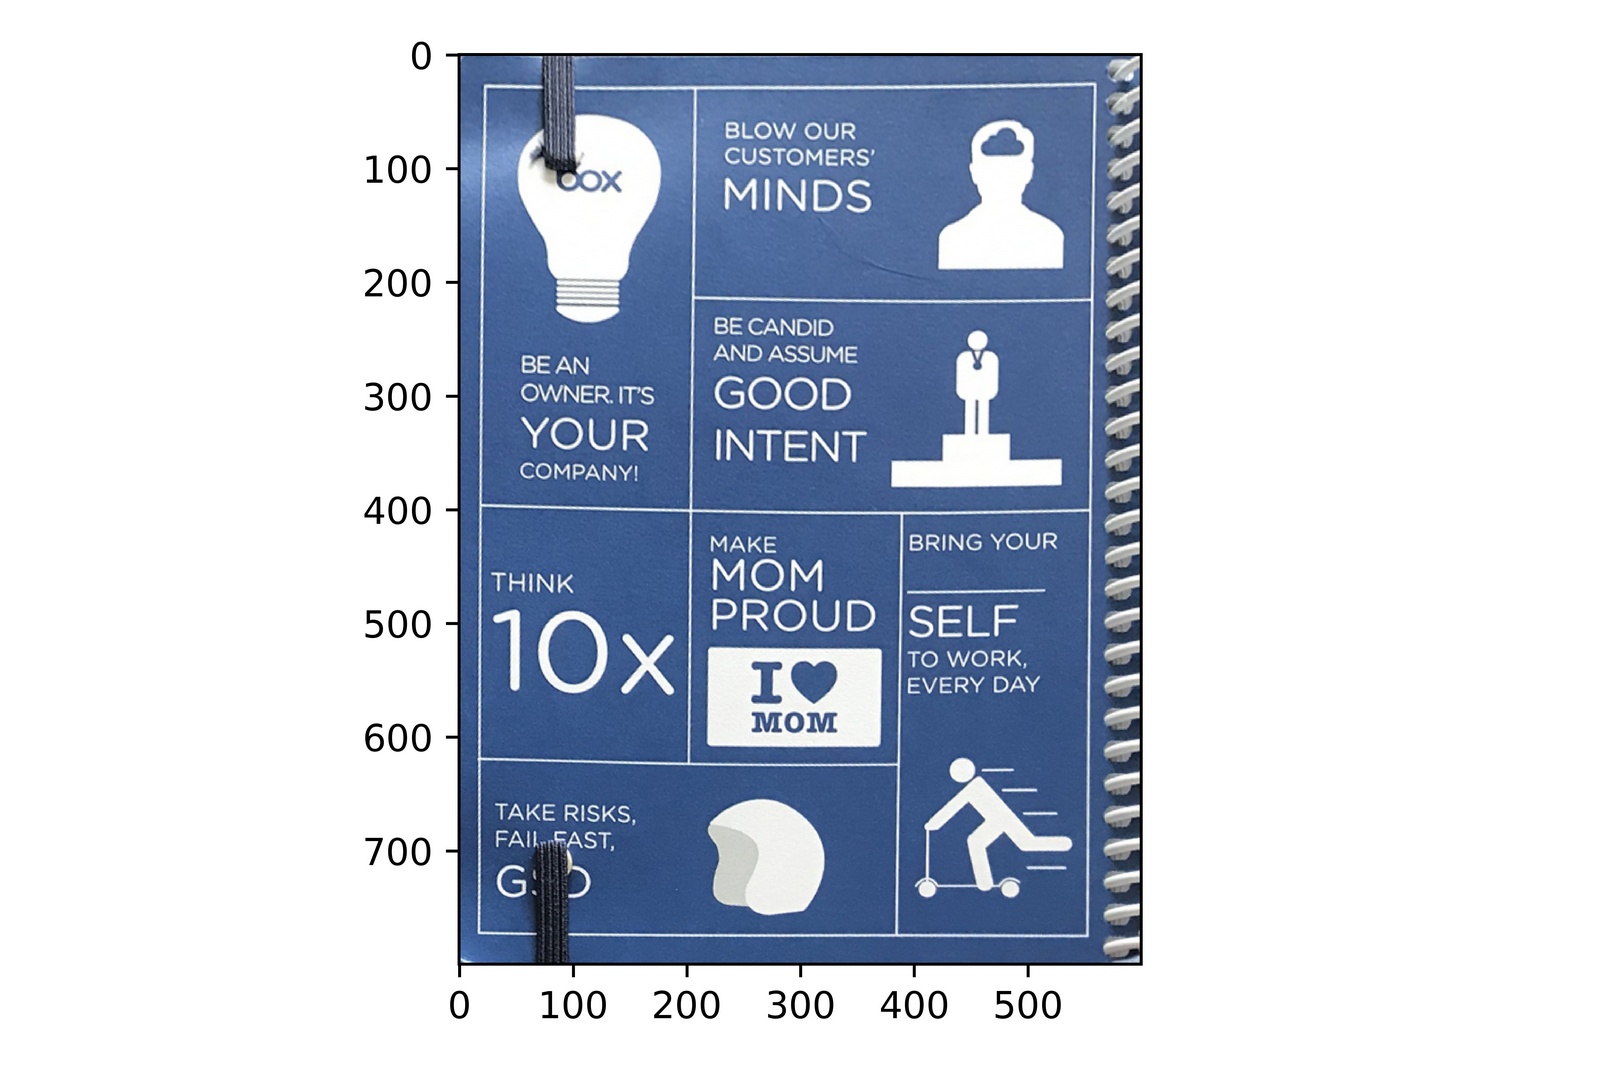 BLOW OUR
CUSTOMERS'
MINDS
BE CANDID
AND ASSUME
GOOD
INTENT
BE AN
OWNER. IT'S
YOUR
COMPANY!
THINK
10x
MAKE
MOM
PROUD
I
MOM
BRING YOUR
SELF
TO WORK,
EVERY DAY
TAKE RISKS,
FAIL FAST,
0
100
200
300
400
500
600
700
0 100 200 300 400 500